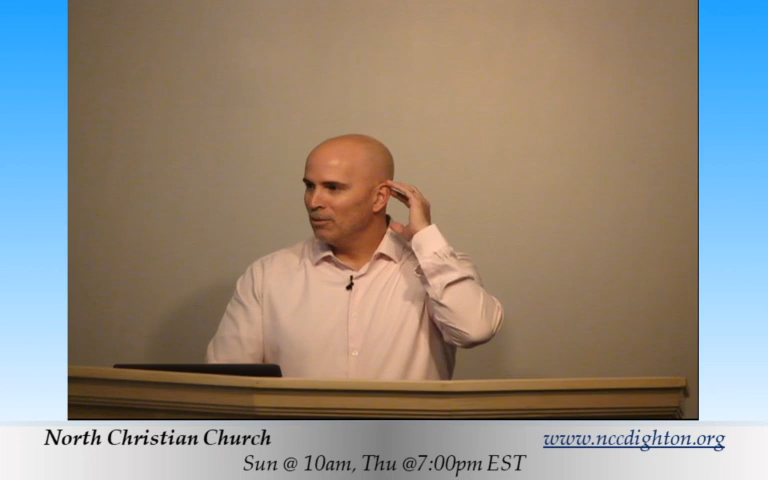 North Christian Church
www.nccdighton.org
Sun @ 10am, Thu @7:00pm EST